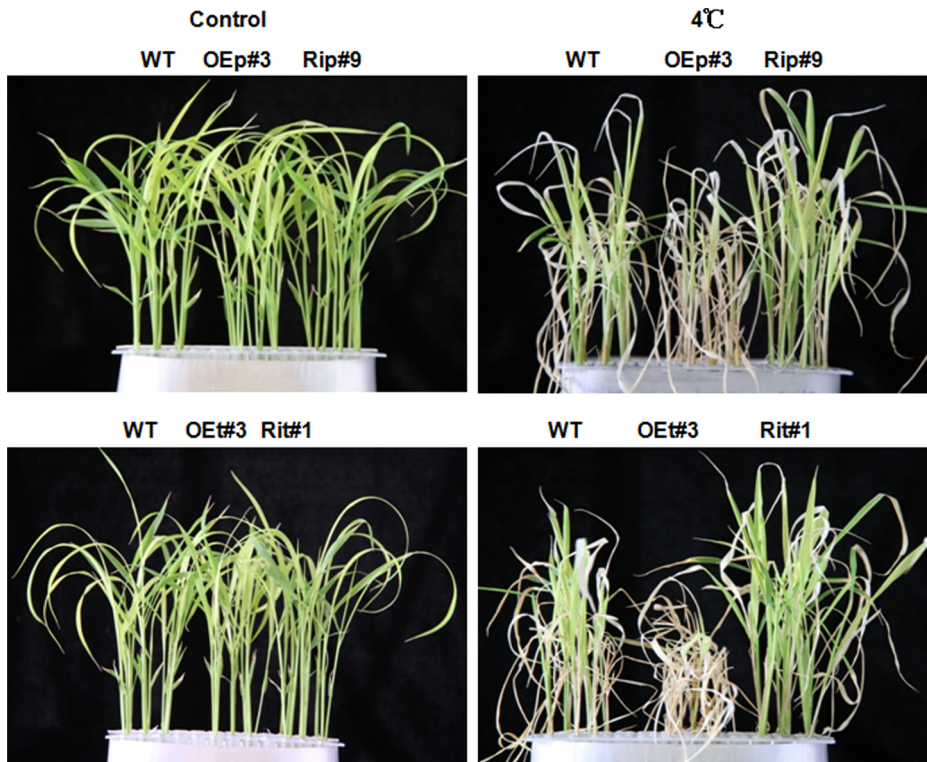 Control 4℃
WT OEp#3 Rip#9 WT OEp#3 Rip#9
WT OEt#3 Rit#1 WT OEt#3 Rit#1